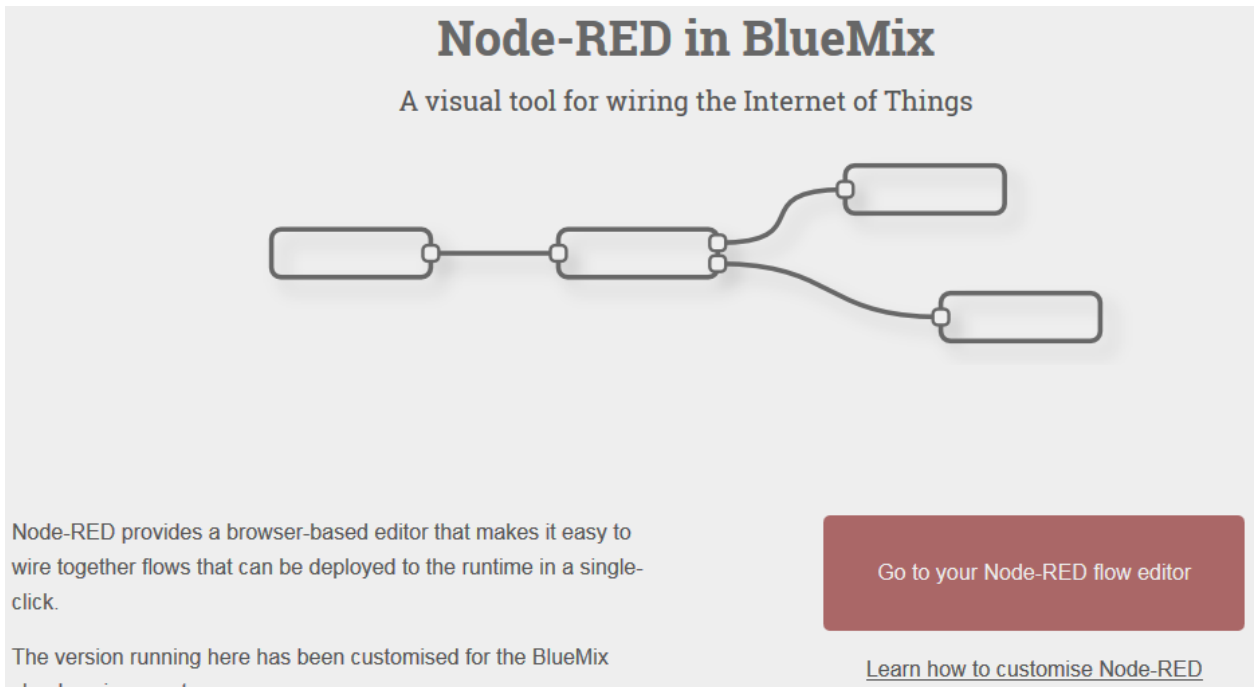 Node-RED in BlueMix
A visual tool for wiring the Internet of Things
Node-RED provides a browser-based editor that makes it easy to
wire together flows that can be deployed to the runtime in a single-
click.
The version running here has been customised for the BlueMix
Go to your Node-RED flow editor
Learn how to customise Node-RED